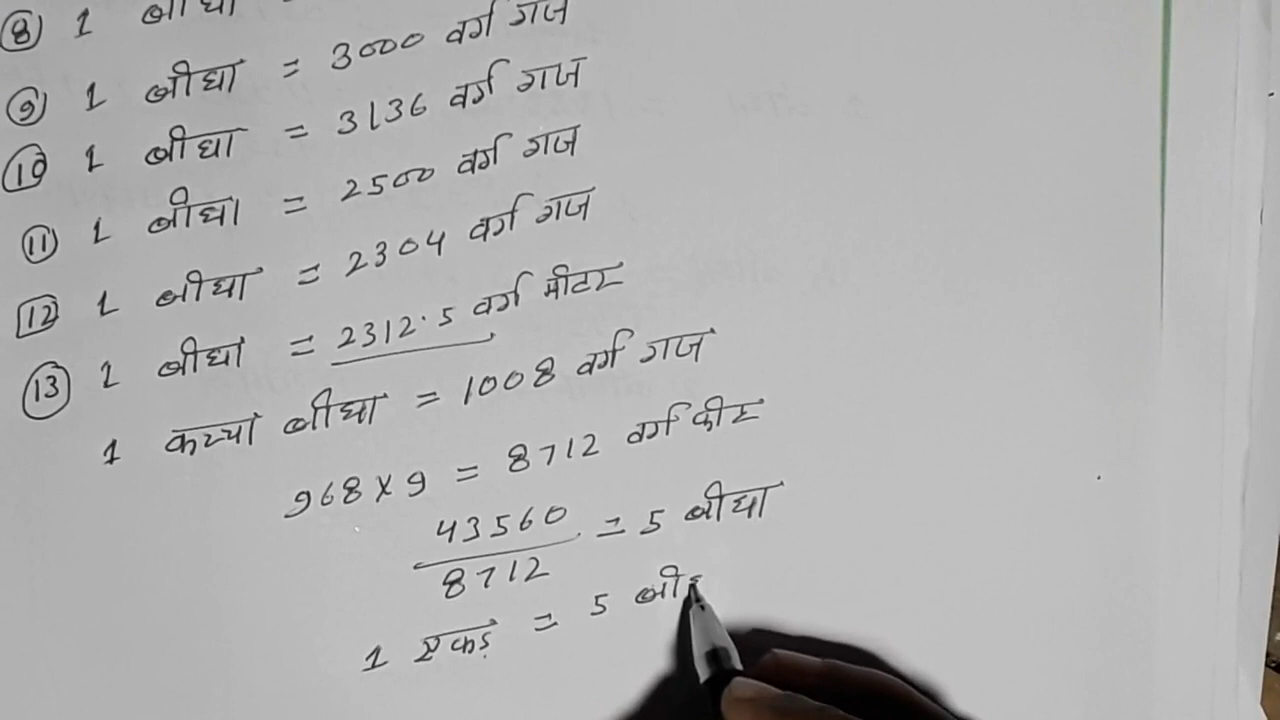 8 1 बीघा
9 1 बीघा = 3000 वर्ग गज
10 1 बीघा = 3136 वर्ग गज
11 1 बीघा = 2500 वर्ग गज
12 1 बीघा = 2304 वर्ग गज
13 1 बीघा = 2312.5 वर्ग मीटर
1 कच्चा बीघा = 1008 वर्ग गज
968 x 9 = 8712 वर्ग फीट
43560
8712 = 5 बीघा
1 एकड़ = 5 बी